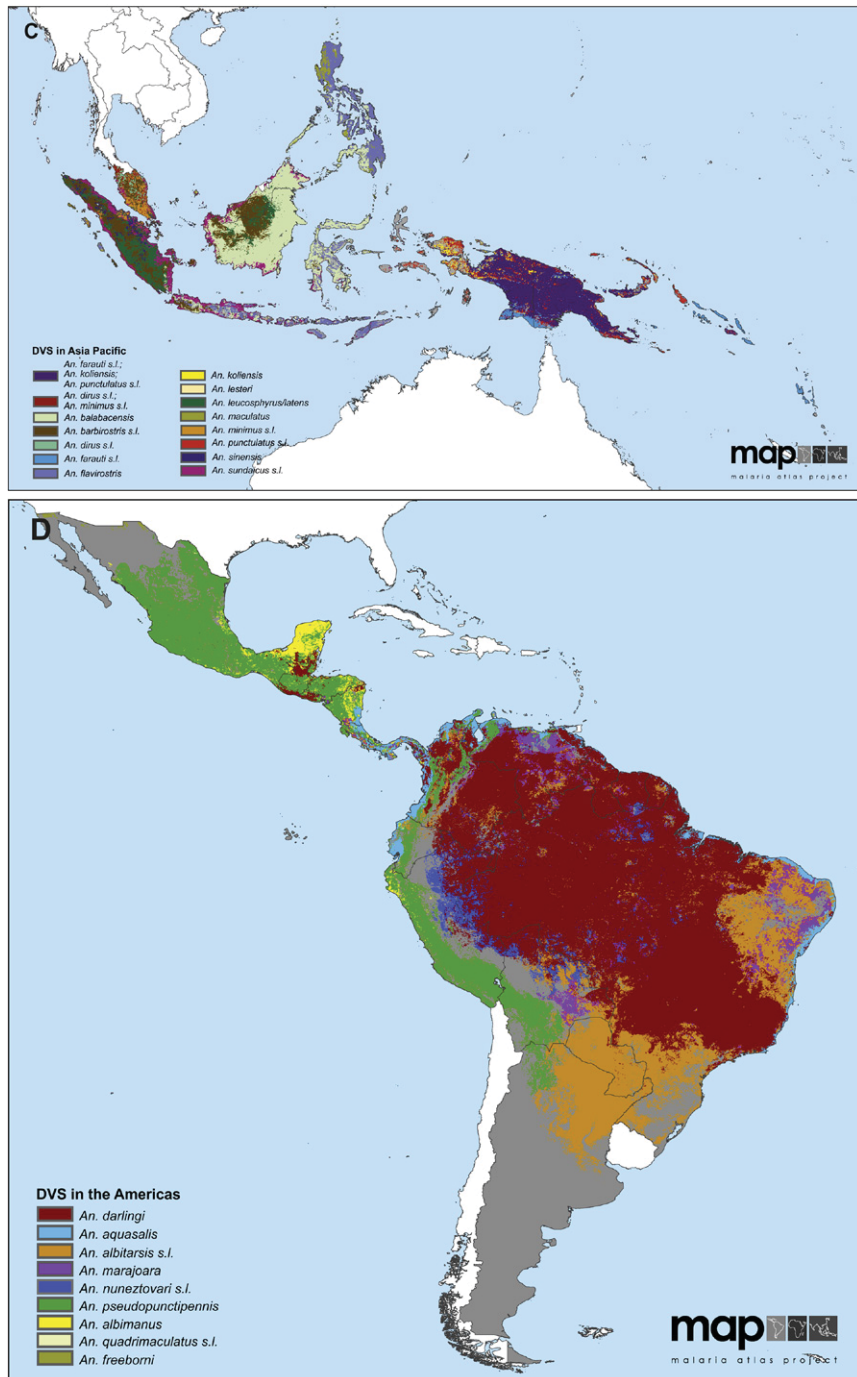 C
DVS in Asia Pacific
An. farauti s.l.;
An. koliensis;
An. punctulatus s.l.
An. dirus s.l.;
An. minimus s.l.
An. balabacensis
An. barbirostris s.l.
An. dirus s.l.
An. farauti s.l.
An. flavirostris
An. koliensis
An. lesteri
An. leucosphyrus/latens
An. maculatus
An. minimus s.l.
An. punctulatus s.l.
An. sinensis
An. sundaicus s.l.
map
malaria atlas project
D
DVS in the Americas
An. darlingi
An. aquasalis
An. albitarsis s.l.
An. marajoara
An. nuneztovari s.l.
An. pseudopunctipennis
An. albimanus
An. quadrimaculatus s.l.
An. freeborni
map
malaria atlas project